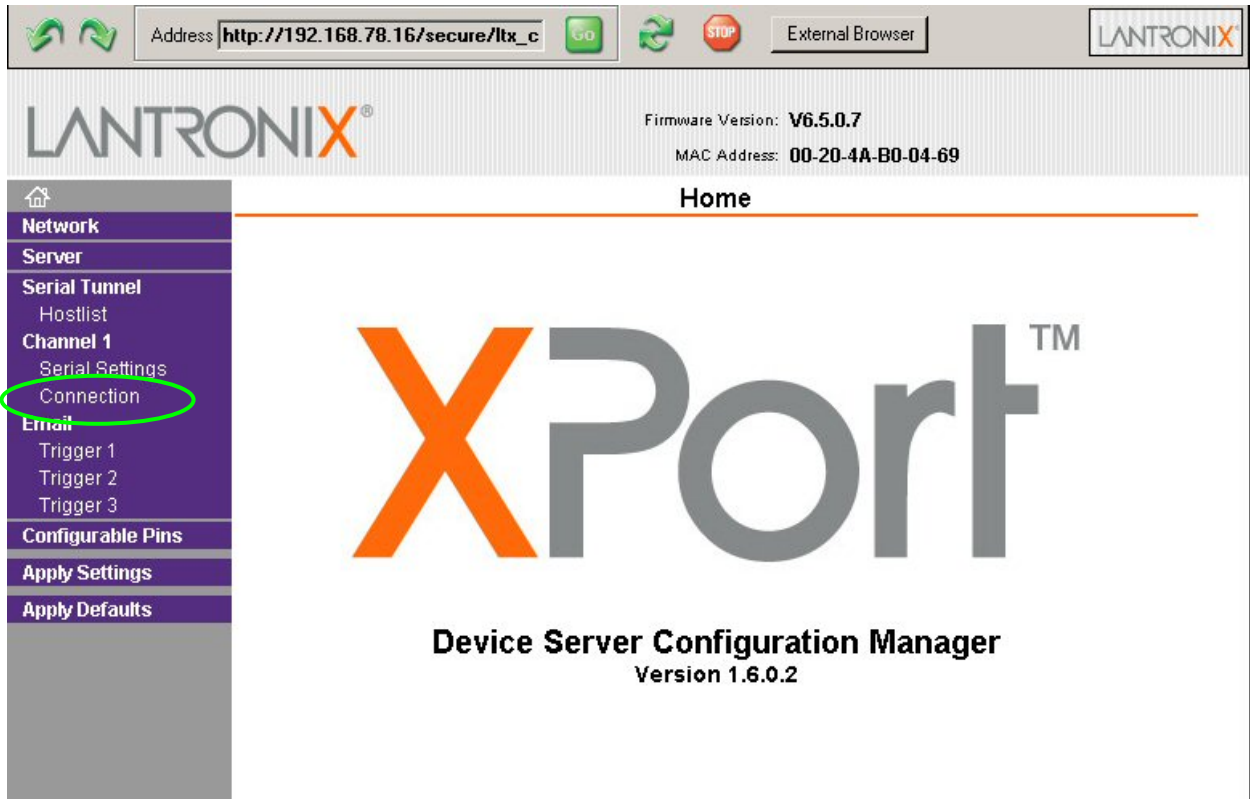 Address http://192.168.78.16/secure/ltx_c Go STOP External Browser LANTRONIX®
LANTRONIX®
Firmware Version: V6.5.0.7
MAC Address: 00-20-4A-B0-04-69
Home
Network
Server
Serial Tunnel
Hostlist
Channel 1
Serial Settings
Connection
Email
Trigger 1
Trigger 2
Trigger 3
Configurable Pins
Apply Settings
Apply Defaults
XPort™
Device Server Configuration Manager
Version 1.6.0.2